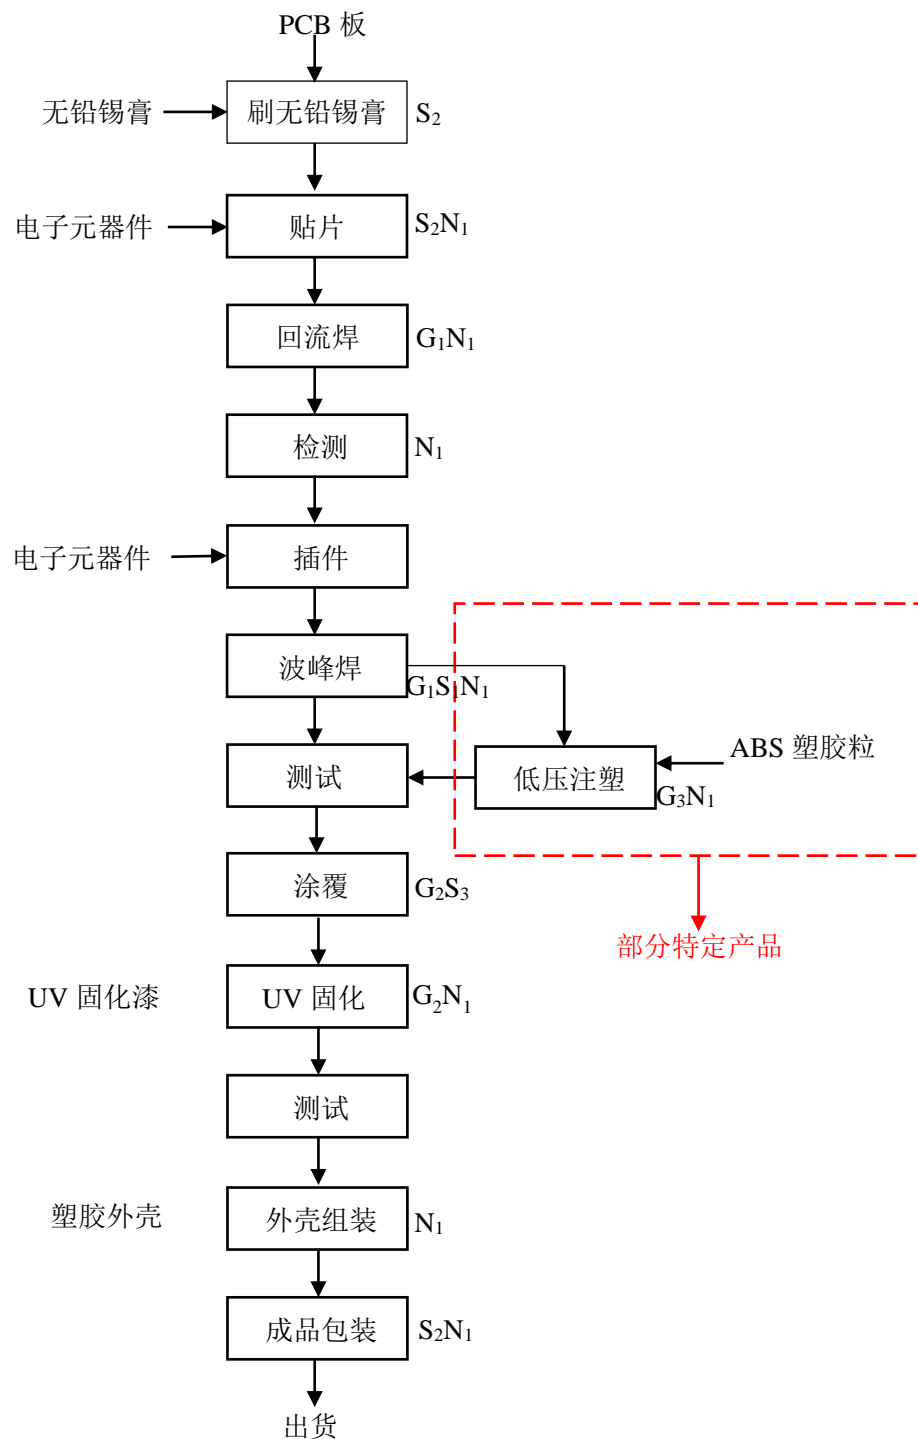 PCB 板
无铅锡膏
刷无铅锡膏
S₂
电子元器件
贴片
S₂N₁
回流焊
G₁N₁
检测
N₁
电子元器件
插件
波峰焊
G₁S₁N₁
ABS 塑胶粒
测试
低压注塑
G₃N₁
涂覆
G₂S₃
部分特定产品
UV 固化漆
UV 固化
G₂N₁
测试
塑胶外壳
外壳组装
N₁
成品包装
S₂N₁
出货